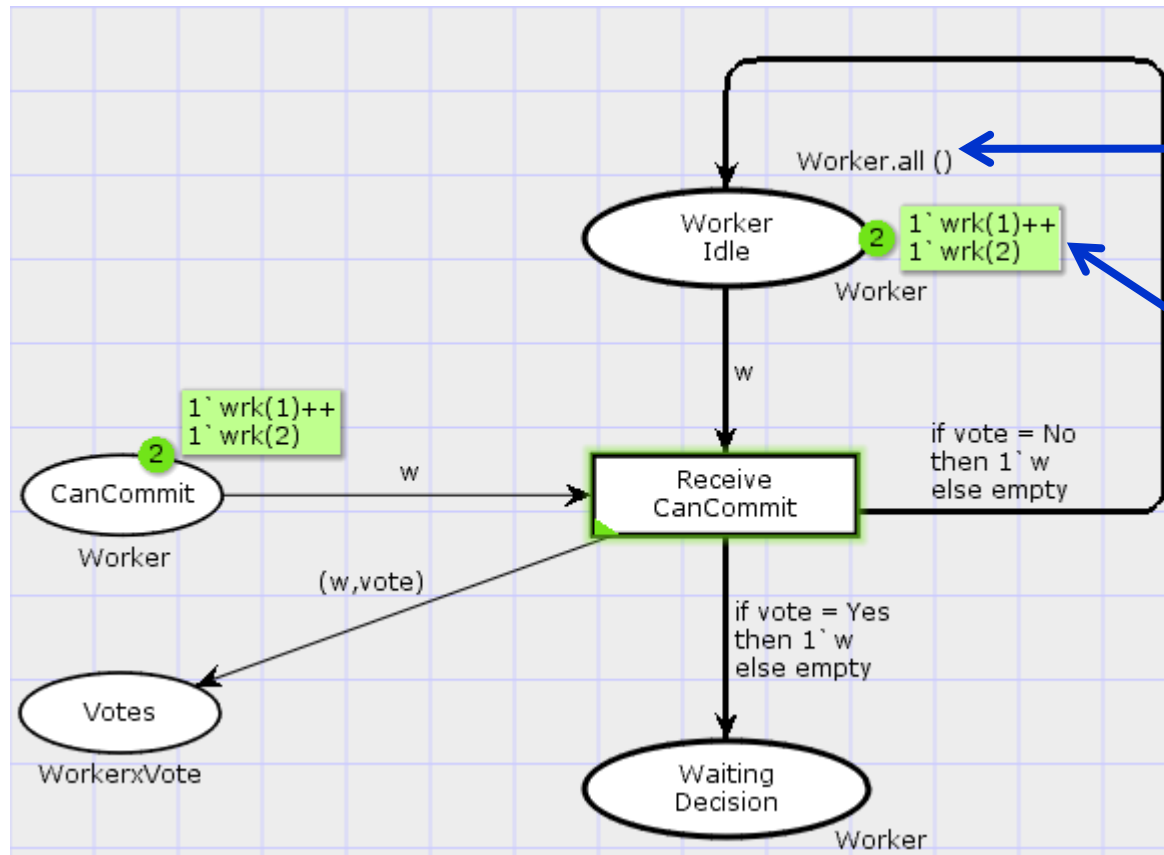 Worker.all ()
Worker
Idle
2
1`wrk(1)++
1`wrk(2)
Worker
w
1`wrk(1)++
1`wrk(2)
2
CanCommit
Worker
w
Receive
CanCommit
if vote = No
then 1`w
else empty
(w,vote)
if vote = Yes
then 1`w
else empty
Votes
WorkerxVote
Waiting
Decision
Worker